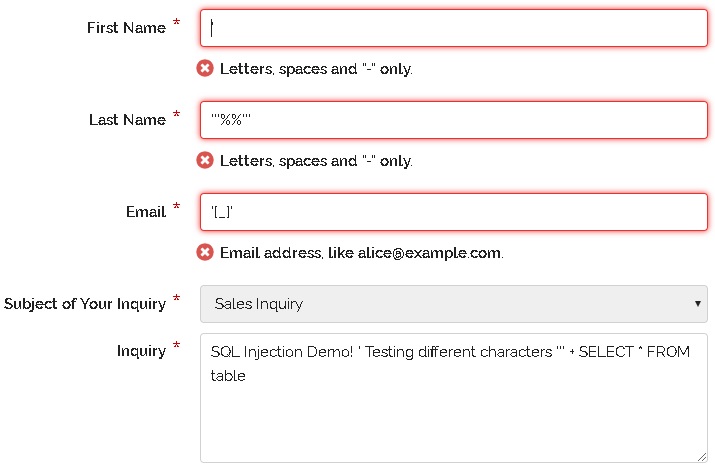 First Name *
'
Letters, spaces and "-" only.
Last Name *
'''%%'''
Letters, spaces and "-" only.
Email *
'[_]'
Email address, like alice@example.com.
Subject of Your Inquiry *
Sales Inquiry
Inquiry *
SQL Injection Demo! ' Testing different characters ''' + SELECT * FROM
table